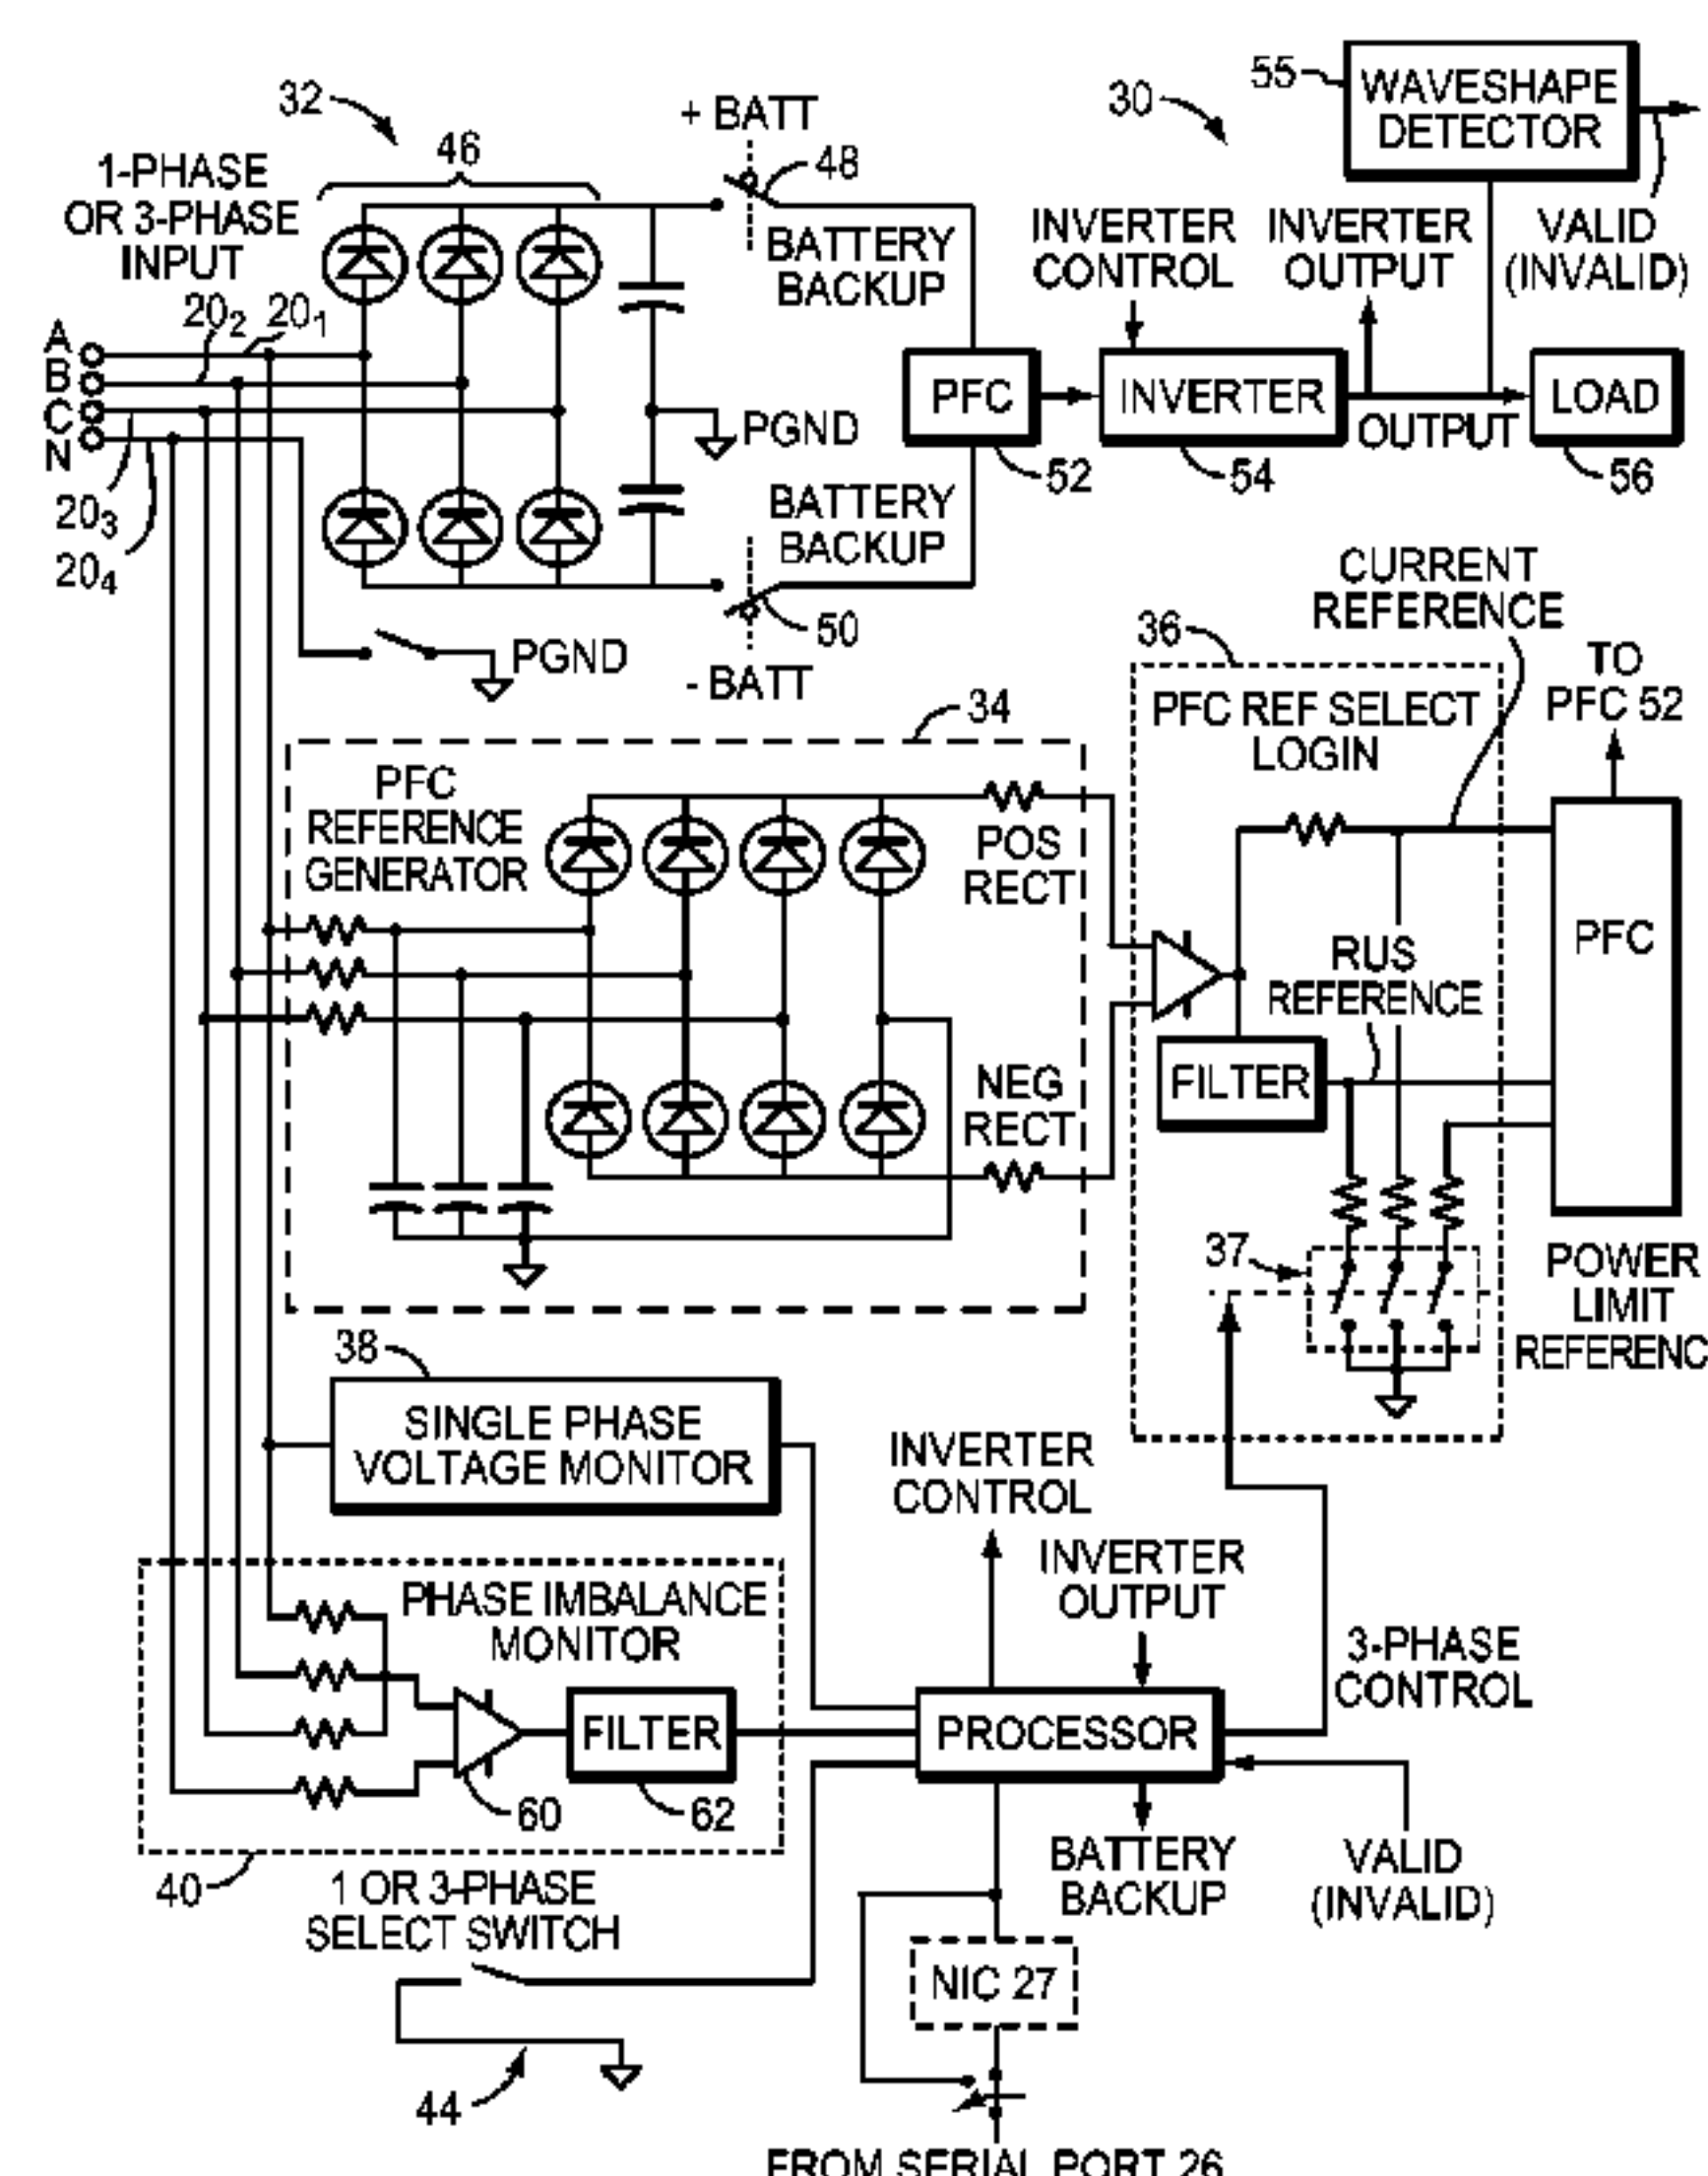 55
WAVESHAPE
DETECTOR
32
+ BATT
30
46
48
1-PHASE
OR 3-PHASE
INPUT
BATTERY
BACKUP
INVERTER
CONTROL
INVERTER
OUTPUT
VALID
(INVALID)
20₂
20₁
A
B
C
N
PGND
PFC
INVERTER
OUTPUT
LOAD
52
54
56
20₃
20₄
BATTERY
BACKUP
50
PGND
- BATT
CURRENT
REFERENCE
36
TO
PFC 52
34
PFC REF SELECT
LOGIN
PFC
REFERENCE
GENERATOR
POS
RECT
RUS
REFERENCE
PFC
FILTER
NEG
RECT
37
POWER
LIMIT
REFERENC
38
SINGLE PHASE
VOLTAGE MONITOR
INVERTER
CONTROL
INVERTER
OUTPUT
PHASE IMBALANCE
MONITOR
3-PHASE
CONTROL
FILTER
PROCESSOR
60
62
40
BATTERY
BACKUP
VALID
(INVALID)
1 OR 3-PHASE
SELECT SWITCH
NIC 27
44
FROM SERIAL PORT 26